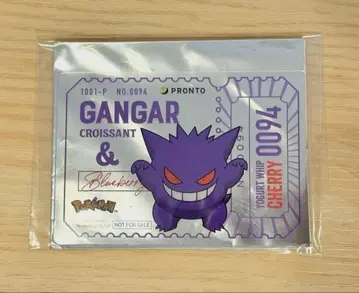 1001-P NO.0094
PRONTO
GANGAR
CROISSANT
&
Blueberry
Pokémon
NOT FOR SALE
YOGURT WHIP
CHERRY 0094